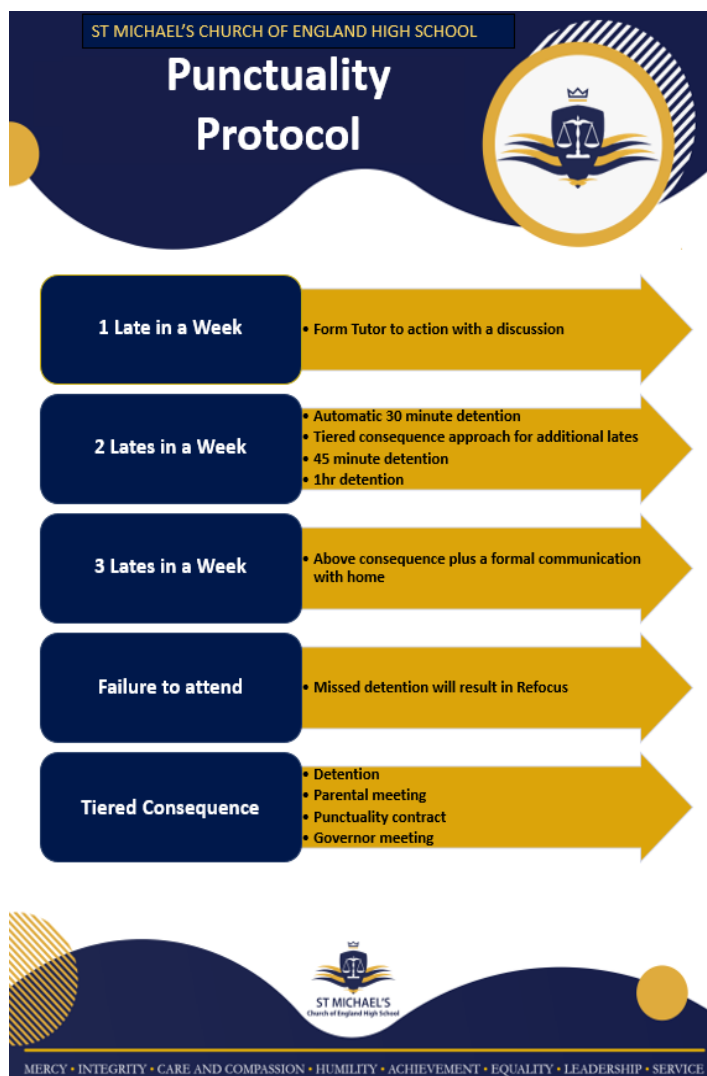 ST MICHAEL'S CHURCH OF ENGLAND HIGH SCHOOL
Punctuality
Protocol
1 Late in a Week
• Form Tutor to action with a discussion
2 Lates in a Week
• Automatic 30 minute detention
• Tiered consequence approach for additional lates
• 45 minute detention
• 1hr detention
3 Lates in a Week
• Above consequence plus a formal communication
with home
Failure to attend
• Missed detention will result in Refocus
Tiered Consequence
• Detention
• Parental meeting
• Punctuality contract
• Governor meeting
ST MICHAEL'S
Church of England High School
MERCY • INTEGRITY • CARE AND COMPASSION • HUMILITY • ACHIEVEMENT • EQUALITY • LEADERSHIP • SERVICE